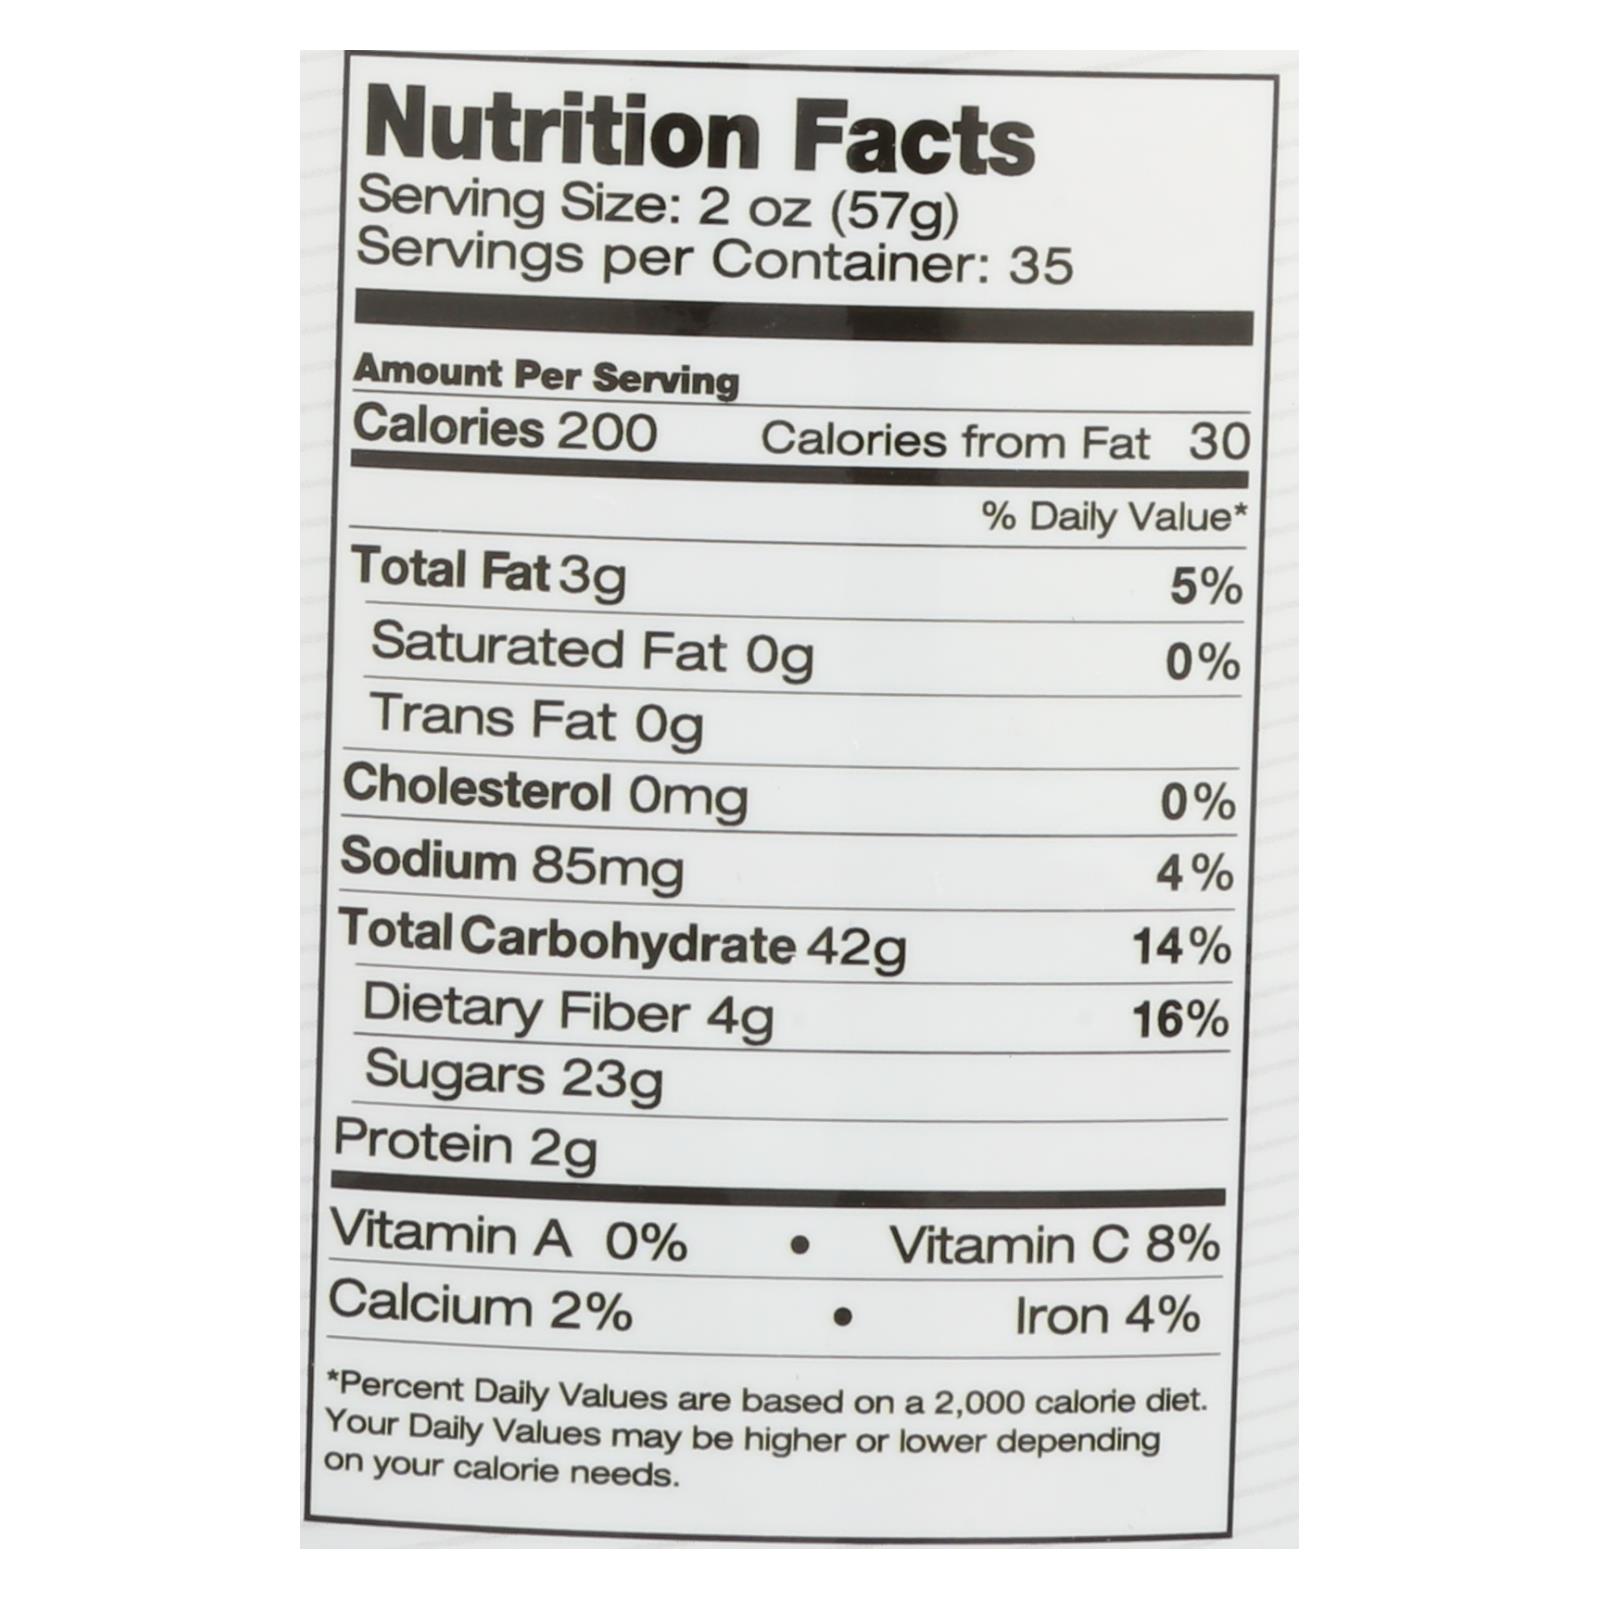 Nutrition Facts
Serving Size: 2 oz (57g)
Servings per Container: 35
Amount Per Serving
Calories 200 Calories from Fat 30
% Daily Value*
Total Fat 3g 5%
Saturated Fat 0g 0%
Trans Fat 0g
Cholesterol 0mg 0%
Sodium 85mg 4%
Total Carbohydrate 42g 14%
Dietary Fiber 4g 16%
Sugars 23g
Protein 2g
Vitamin A 0% • Vitamin C 8%
Calcium 2% • Iron 4%
*Percent Daily Values are based on a 2,000 calorie diet.
Your Daily Values may be higher or lower depending
on your calorie needs.